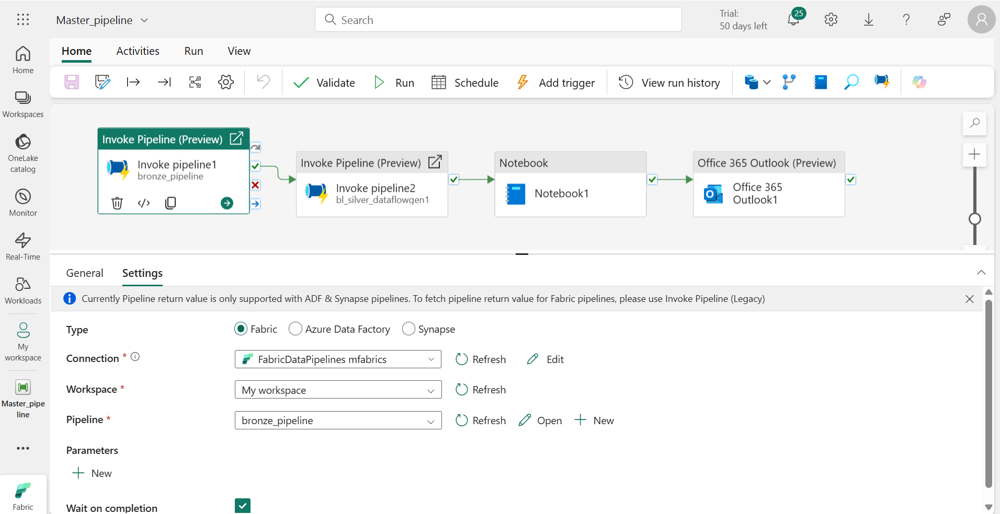 Master_pipeline
Search
Trial:
50 days left
25
Home
Workspaces
OneLake
catalog
Monitor
Real-Time
Workloads
My
workspace
Master_pipe
line
Fabric
Home Activities Run View
Validate Run Schedule Add trigger View run history
Invoke Pipeline (Preview)
Invoke pipeline1
bronze_pipeline
Invoke Pipeline (Preview)
Invoke pipeline2
bl_silver_dataflowgen1
Notebook
Notebook1
Office 365 Outlook (Preview)
Office 365
Outlook1
General Settings
Currently Pipeline return value is only supported with ADF & Synapse pipelines. To fetch pipeline return value for Fabric pipelines, please use Invoke Pipeline (Legacy)
Type Fabric Azure Data Factory Synapse
Connection * FabricDataPipelines mfabrics Refresh Edit
Workspace * My workspace Refresh
Pipeline * bronze_pipeline Refresh Open New
Parameters
New
Wait on completion